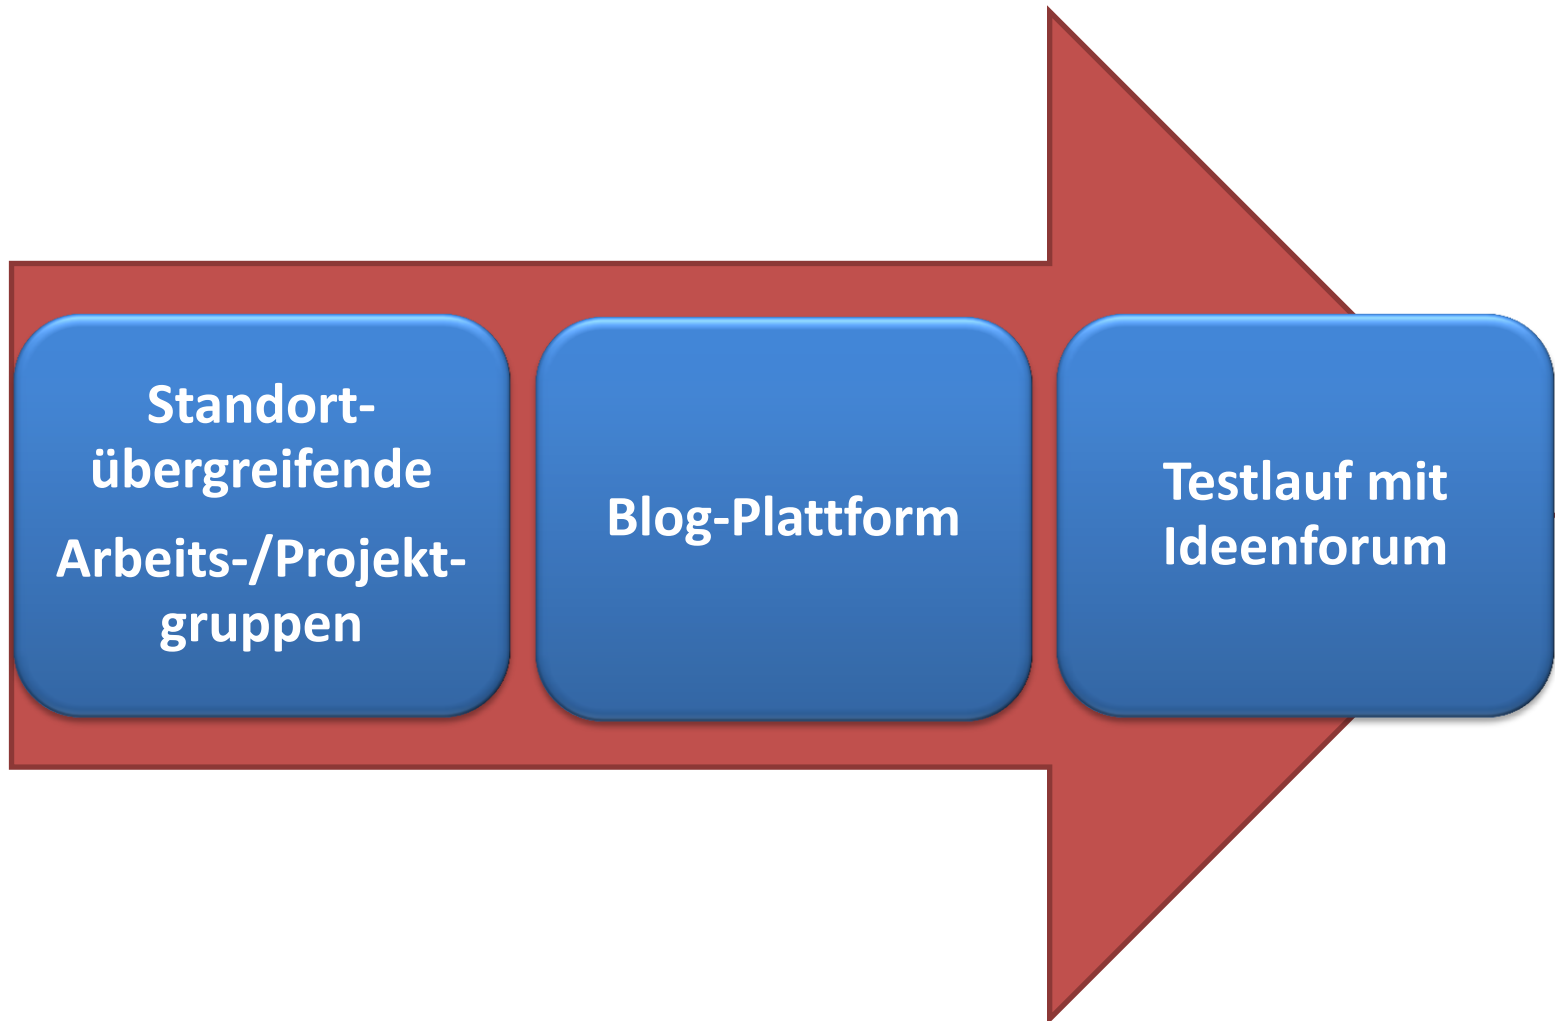 Standort-
übergreifende
Arbeits-/Projekt-
gruppen
Blog-Plattform
Testlauf mit
Ideenforum